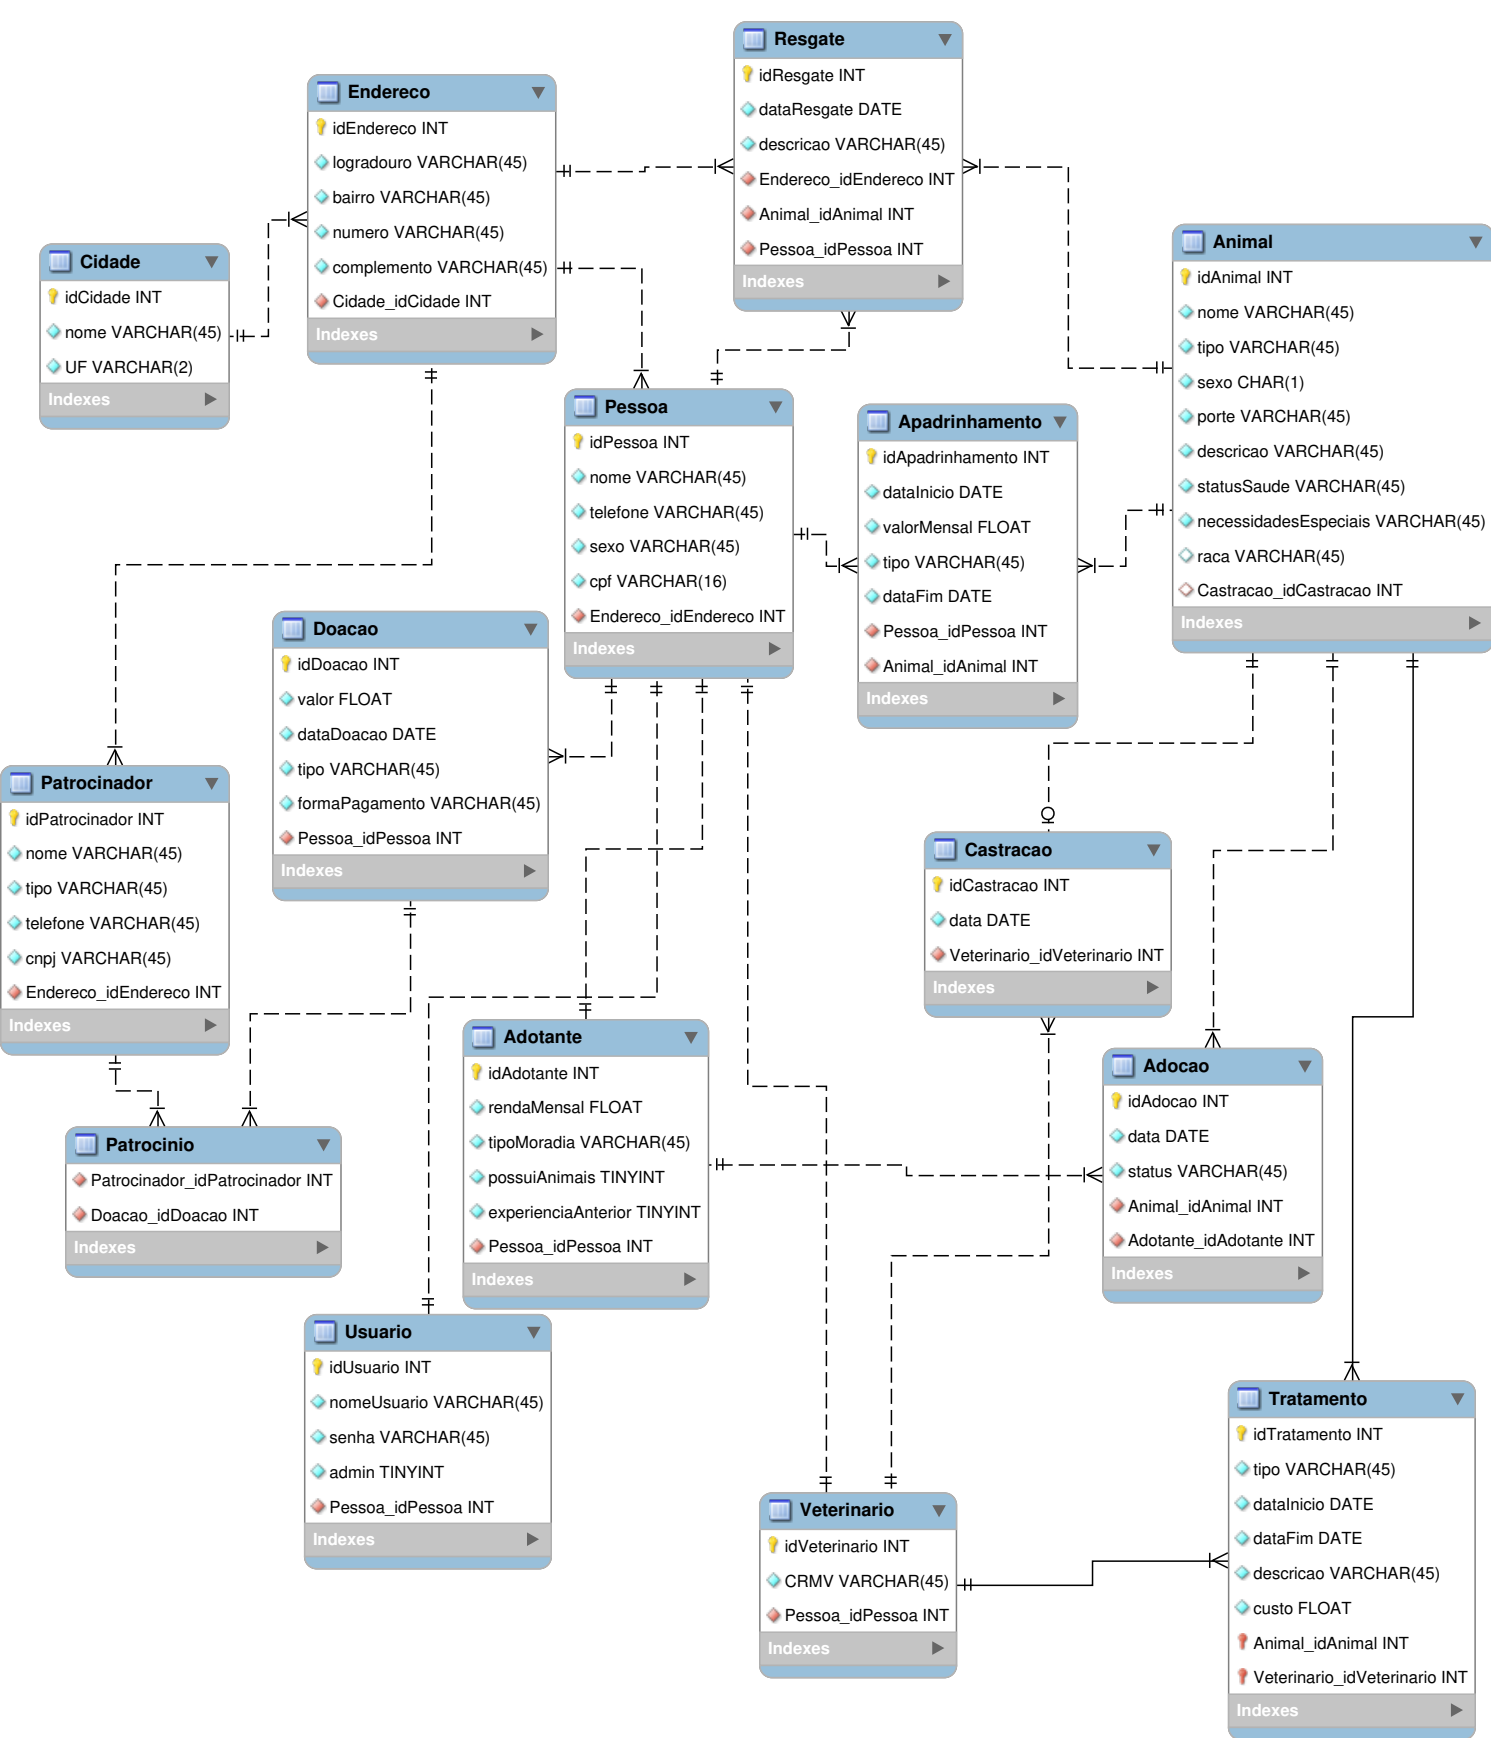 Resgate
idResgate INT
dataResgate DATE
descricao VARCHAR(45)
Endereco_idEndereco INT
Animal_idAnimal INT
Pessoa_idPessoa INT
Indexes
Endereco
idEndereco INT
logradouro VARCHAR(45)
bairro VARCHAR(45)
numero VARCHAR(45)
complemento VARCHAR(45)
Cidade_idCidade INT
Indexes
Cidade
idCidade INT
nome VARCHAR(45)
UF VARCHAR(2)
Indexes
Animal
idAnimal INT
nome VARCHAR(45)
tipo VARCHAR(45)
sexo CHAR(1)
porte VARCHAR(45)
descricao VARCHAR(45)
statusSaude VARCHAR(45)
necessidadesEspeciais VARCHAR(45)
raca VARCHAR(45)
Castracao_idCastracao INT
Indexes
Pessoa
idPessoa INT
nome VARCHAR(45)
telefone VARCHAR(45)
sexo VARCHAR(45)
cpf VARCHAR(16)
Endereco_idEndereco INT
Indexes
Apadrinhamento
idApadrinhamento INT
dataInicio DATE
valorMensal FLOAT
tipo VARCHAR(45)
dataFim DATE
Pessoa_idPessoa INT
Animal_idAnimal INT
Indexes
Doacao
idDoacao INT
valor FLOAT
dataDoacao DATE
tipo VARCHAR(45)
formaPagamento VARCHAR(45)
Pessoa_idPessoa INT
Indexes
Patrocinador
idPatrocinador INT
nome VARCHAR(45)
tipo VARCHAR(45)
telefone VARCHAR(45)
cnpj VARCHAR(45)
Endereco_idEndereco INT
Indexes
Castracao
idCastracao INT
data DATE
Veterinario_idVeterinario INT
Indexes
Adotante
idAdotante INT
rendaMensal FLOAT
tipoMoradia VARCHAR(45)
possuiAnimais TINYINT
experienciaAnterior TINYINT
Pessoa_idPessoa INT
Indexes
Adocao
idAdocao INT
data DATE
status VARCHAR(45)
Animal_idAnimal INT
Adotante_idAdotante INT
Indexes
Patrocinio
Patrocinador_idPatrocinador INT
Doacao_idDoacao INT
Indexes
Usuario
idUsuario INT
nomeUsuario VARCHAR(45)
senha VARCHAR(45)
admin TINYINT
Pessoa_idPessoa INT
Indexes
Veterinario
idVeterinario INT
CRMV VARCHAR(45)
Pessoa_idPessoa INT
Indexes
Tratamento
idTratamento INT
tipo VARCHAR(45)
dataInicio DATE
dataFim DATE
descricao VARCHAR(45)
custo FLOAT
Animal_idAnimal INT
Veterinario_idVeterinario INT
Indexes